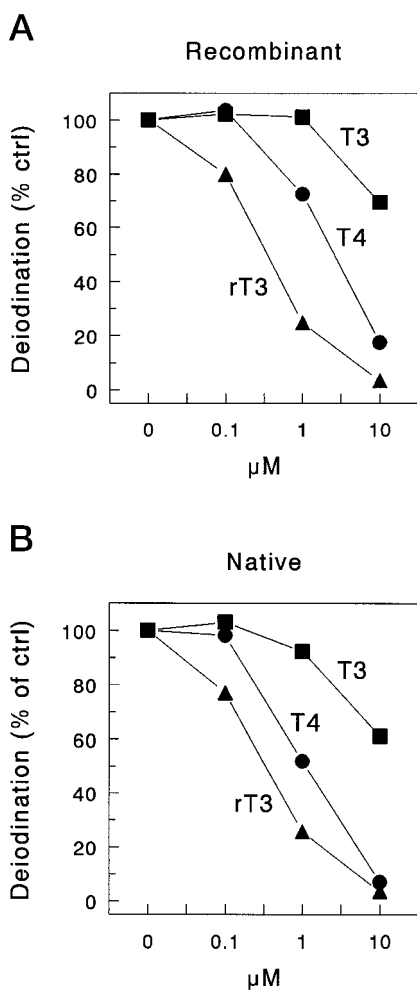 A
Recombinant
Deiodination (% ctrl)
100
80
60
40
20
0
T3
T4
rT3
0 0.1 1 10
µM
B
Native
Deiodination (% of ctrl)
100
80
60
40
20
0
T3
T4
rT3
0 0.1 1 10
µM